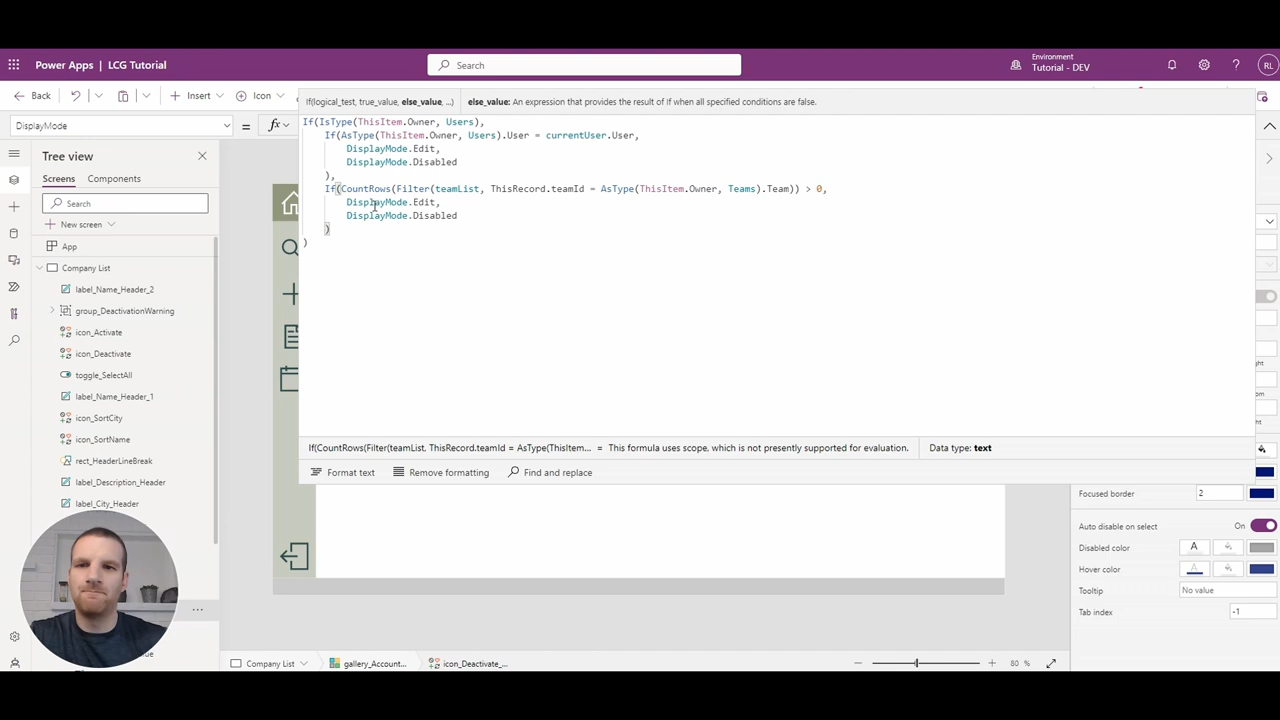 Power Apps | LCG Tutorial
Search
Environment
Tutorial - DEV
RL
Back
Insert
Icon
If(logical_test, true_value, else_value, ...)
else_value: An expression that provides the result of if when all specified conditions are false.
DisplayMode
=
fx
If(IsType(ThisItem.Owner, Users),
If(AsType(ThisItem.Owner, Users).User = currentUser.User,
DisplayMode.Edit,
DisplayMode.Disabled
),
If(CountRows(Filter(teamList, ThisRecord.teamId = AsType(ThisItem.Owner, Teams).Team)) > 0,
DisplayMode.Edit,
DisplayMode.Disabled
)
)
Tree view
Screens
Components
Search
New screen
App
Company List
label_Name_Header_2
group_DeactivationWarning
icon_Activate
icon_Deactivate
toggle_SelectAll
label_Name_Header_1
icon_SortCity
icon_SortName
rect_HeaderLineBreak
label_Description_Header
label_City_Header
If(CountRows(Filter(teamList, ThisRecord.teamId = AsType(ThisItem... = This formula uses scope, which is not presently supported for evaluation.
Data type: text
Format text
Remove formatting
Find and replace
Focused border
2
Auto disable on select
On
Disabled color
A
Hover color
A
Tooltip
No value
Tab index
-1
Company List
gallery_Account...
icon_Deactivate_...
80 %